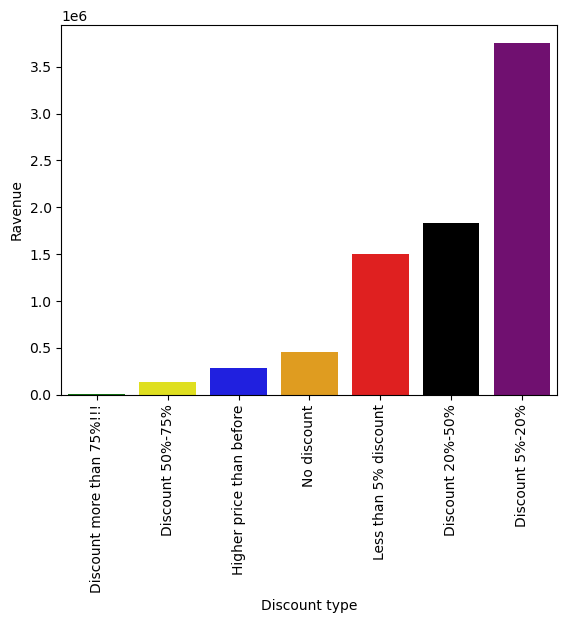 1e6
3.5
3.0
2.5
2.0
1.5
1.0
0.5
0.0
Ravenue
Discount more than 75%!!!
Discount 50%-75%
Higher price than before
No discount
Less than 5% discount
Discount 20%-50%
Discount 5%-20%
Discount type